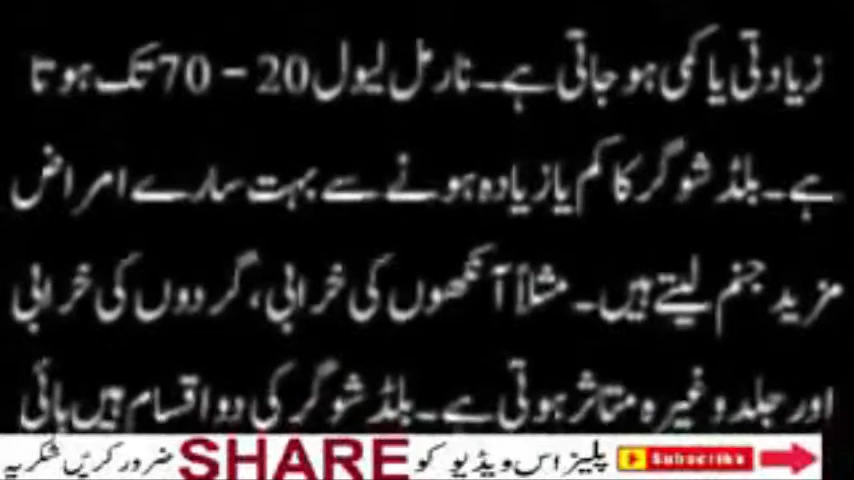 زیادتی یا کمی ہو جاتی ہے۔ نارمل لیول 20 – 70 تک ہوتا
ہے۔ بلڈ شوگر کا کم یا زیادہ ہونے سے بہت سارے امراض
مزید جنم لیتے ہیں۔ مثلاً آنکھوں کی خرابی، گردوں کی خرابی
اور جلد وغیرہ متاثر ہوتی ہے۔ بلڈ شوگر کی دو اقسام ہیں ہائی
پلیز اس ویڈیو کو SHARE ضرور کریں شکریہ Subscribe